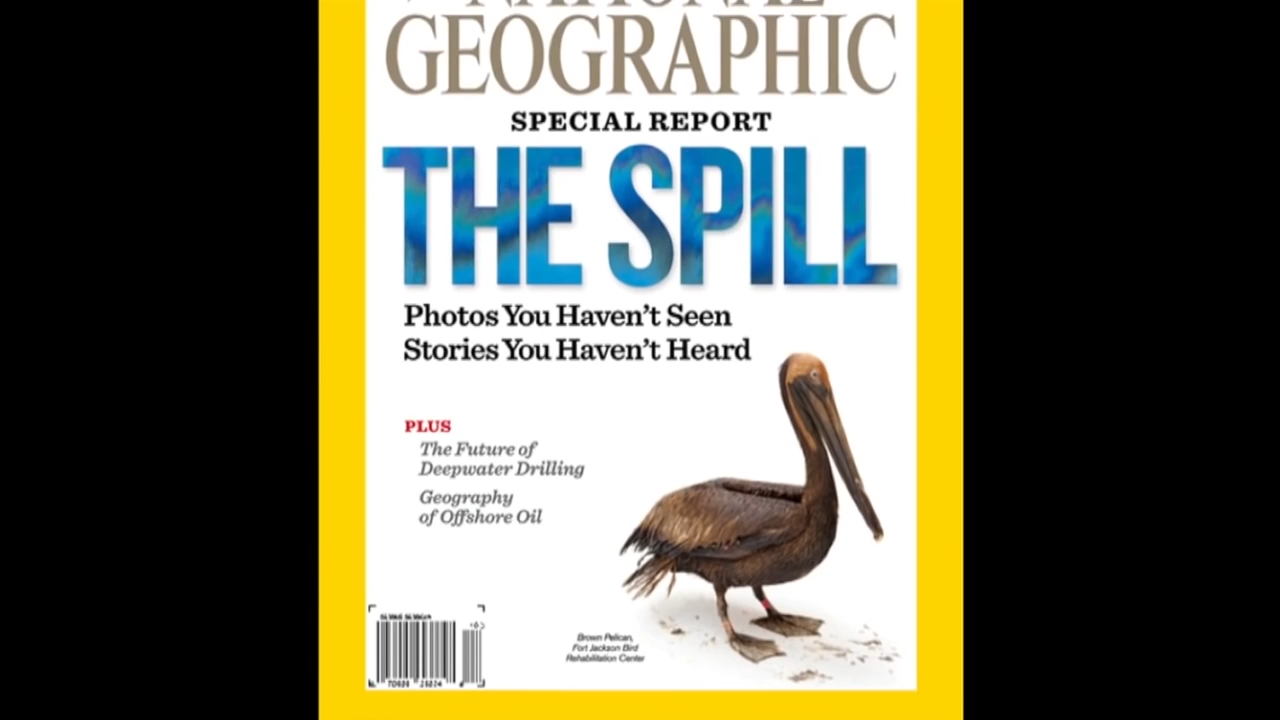 NATIONAL
GEOGRAPHIC
SPECIAL REPORT
THE SPILL
Photos You Haven't Seen
Stories You Haven't Heard
PLUS
The Future of
Deepwater Drilling
Geography
of Offshore Oil
Brown Pelican,
Fort Jackson Bird
Rehabilitation Center